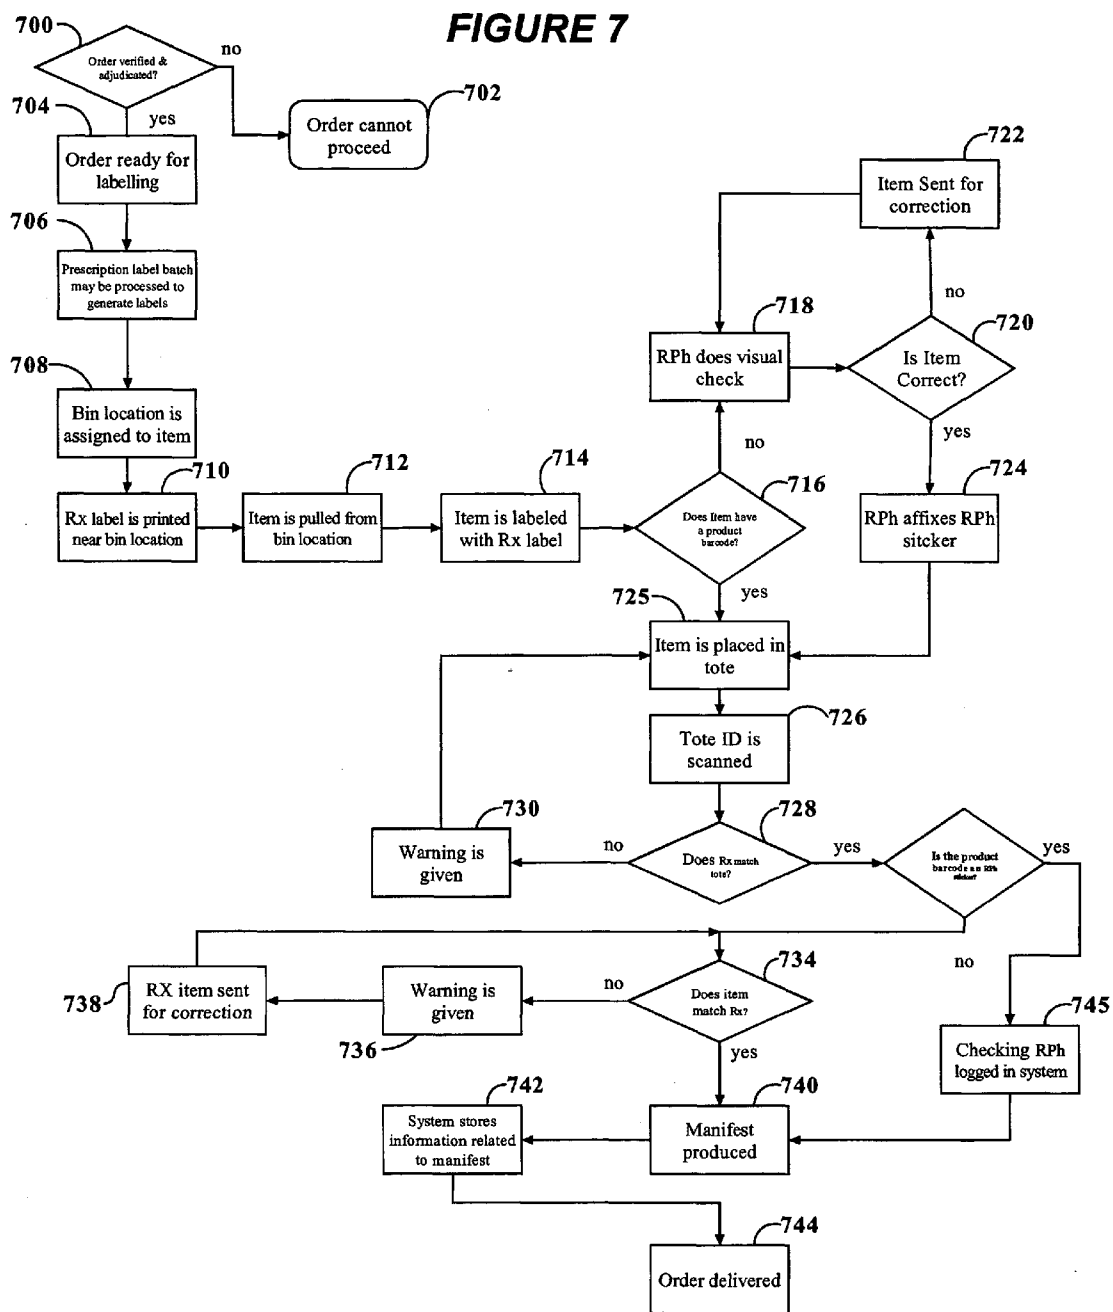 FIGURE 7
700
Order verified &
adjudicated?
no
702
Order cannot
proceed
704
yes
Order ready for
labelling
706
Prescription label batch
may be processed to
generate labels
708
Bin location is
assigned to item
710
Rx label is printed
near bin location
712
Item is pulled from
bin location
714
Item is labeled
with Rx label
716
Does Item have
a product
barcode?
no
yes
718
RPh does visual
check
720
Is Item
Correct?
no
yes
722
Item Sent for
correction
724
RPh affixes RPh
sitcker
725
Item is placed in
tote
726
Tote ID is
scanned
728
Does Rx match
tote?
no
yes
730
Warning is
given
Is the product
barcode an RPh
sticker?
yes
no
734
Does item
match Rx?
no
yes
Warning is
given
736
738
RX item sent
for correction
745
Checking RPh
logged in system
740
Manifest
produced
742
System stores
information related
to manifest
744
Order delivered